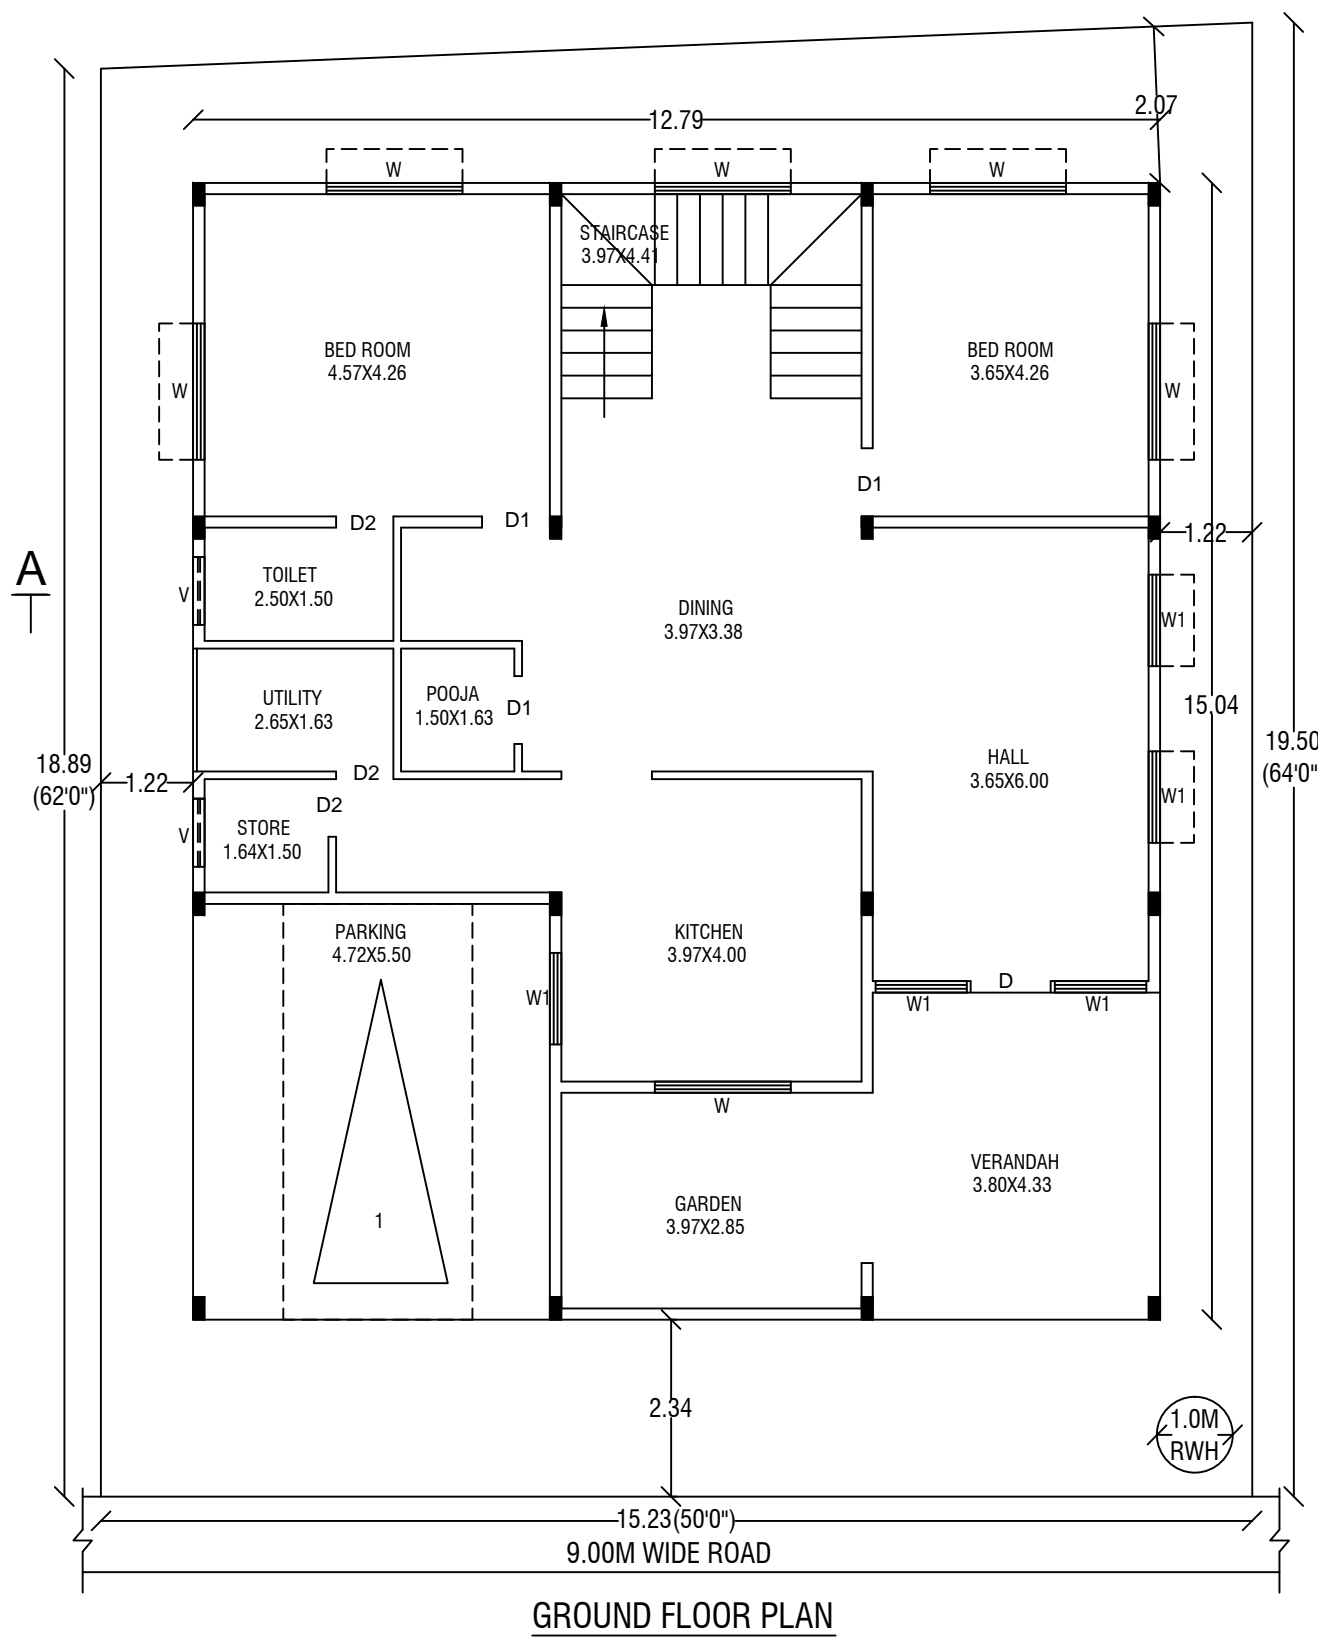 2.07
12.79
W
W
W
STAIRCASE
3.97X4.41
BED ROOM
4.57X4.26
BED ROOM
3.65X4.26
W
W
D1
D2
D1
1.22
A
TOILET
2.50X1.50
V
DINING
3.97X3.38
W1
UTILITY
2.65X1.63
POOJA
1.50X1.63
D1
15.04
18.89
(62'0")
1.22
19.50
(64'0"
HALL
3.65X6.00
D2
W1
D2
V
STORE
1.64X1.50
PARKING
4.72X5.50
KITCHEN
3.97X4.00
W1
D
W1
W1
W
VERANDAH
3.80X4.33
GARDEN
3.97X2.85
1
2.34
1.0M
RWH
15.23(50'0")
9.00M WIDE ROAD
GROUND FLOOR PLAN